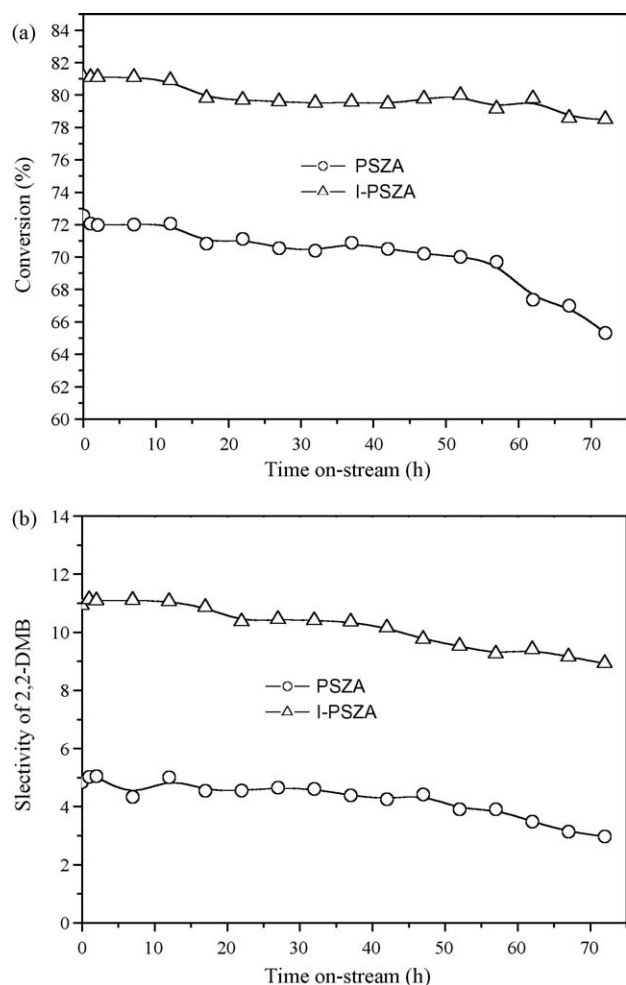 (a)
84
82
80
78
76
74
72
70
68
66
64
62
60
Conversion (%)
PSZA
I-PSZA
0 10 20 30 40 50 60 70
Time on-stream (h)
(b)
14
12
10
8
6
4
2
0
Slectivity of 2,2-DMB
PSZA
I-PSZA
0 10 20 30 40 50 60 70
Time on-stream (h)